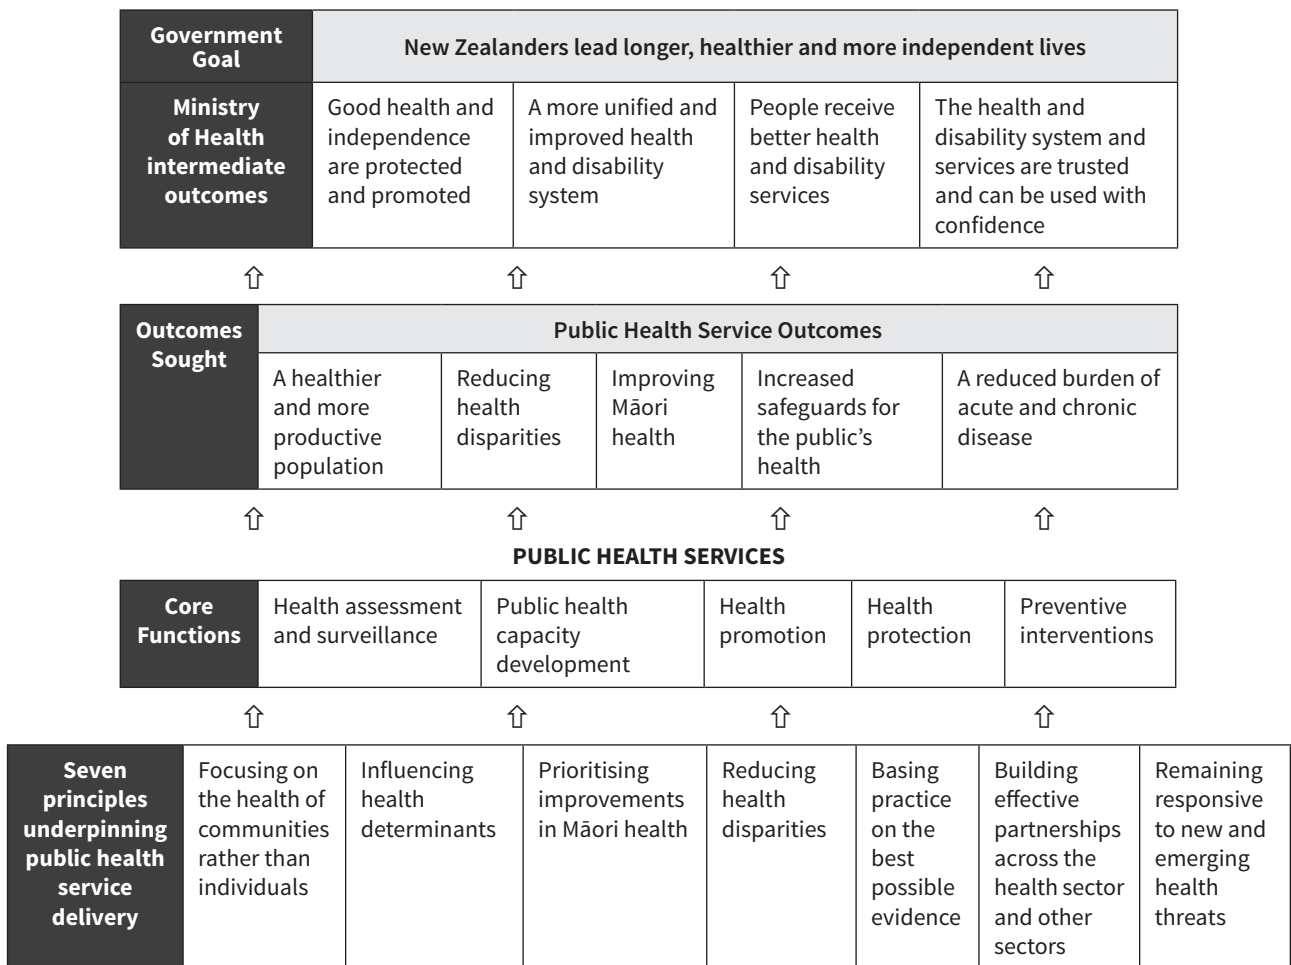 Government
Goal
New Zealanders lead longer, healthier and more independent lives
Ministry
of Health
intermediate
outcomes
Good health and
independence
are protected
and promoted
A more unified and
improved health
and disability
system
People receive
better health
and disability
services
The health and
disability system and
services are trusted
and can be used with
confidence
Outcomes
Sought
Public Health Service Outcomes
A healthier
and more
productive
population
Reducing
health
disparities
Improving
Māori
health
Increased
safeguards for
the public’s
health
A reduced burden of
acute and chronic
disease
PUBLIC HEALTH SERVICES
Core
Functions
Health assessment
and surveillance
Public health
capacity
development
Health
promotion
Health
protection
Preventive
interventions
Seven
principles
underpinning
public health
service
delivery
Focusing on
the health of
communities
rather than
individuals
Influencing
health
determinants
Prioritising
improvements
in Māori health
Reducing
health
disparities
Basing
practice
on the
best
possible
evidence
Building
effective
partnerships
across the
health sector
and other
sectors
Remaining
responsive
to new and
emerging
health
threats